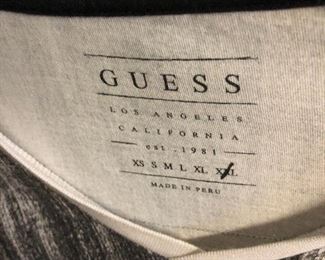 GUESS
LOS ANGELES
CALIFORNIA
est. 1981
XS S M L XL XXL
MADE IN PERU